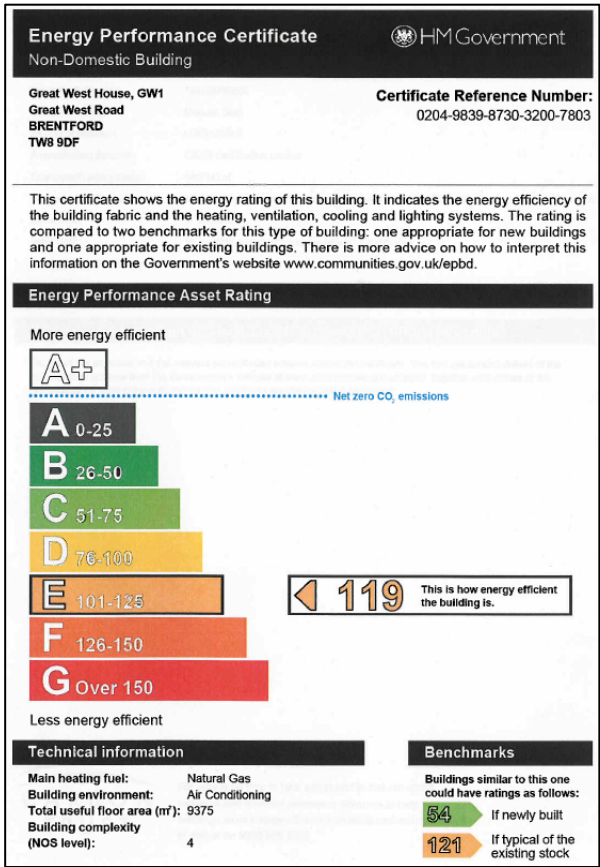 Energy Performance Certificate
HM Government
Non-Domestic Building
Great West House, GW1
Great West Road
BRENTFORD
TW8 9DF
Certificate Reference Number:
0204-9839-8730-3200-7803
This certificate shows the energy rating of this building. It indicates the energy efficiency of
the building fabric and the heating, ventilation, cooling and lighting systems. The rating is
compared to two benchmarks for this type of building: one appropriate for new buildings
and one appropriate for existing buildings. There is more advice on how to interpret this
information on the Government's website www.communities.gov.uk/epbd.
Energy Performance Asset Rating
More energy efficient
A+
Net zero CO₂ emissions
A 0-25
B 26-50
C 51-75
D 76-100
E 101-125
119
This is how energy efficient
the building is.
F 126-150
G Over 150
Less energy efficient
Technical information
Main heating fuel: Natural Gas
Building environment: Air Conditioning
Total useful floor area (m²): 9375
Building complexity
(NOS level): 4
Benchmarks
Buildings similar to this one
could have ratings as follows:
54 If newly built
121 If typical of the
existing stock